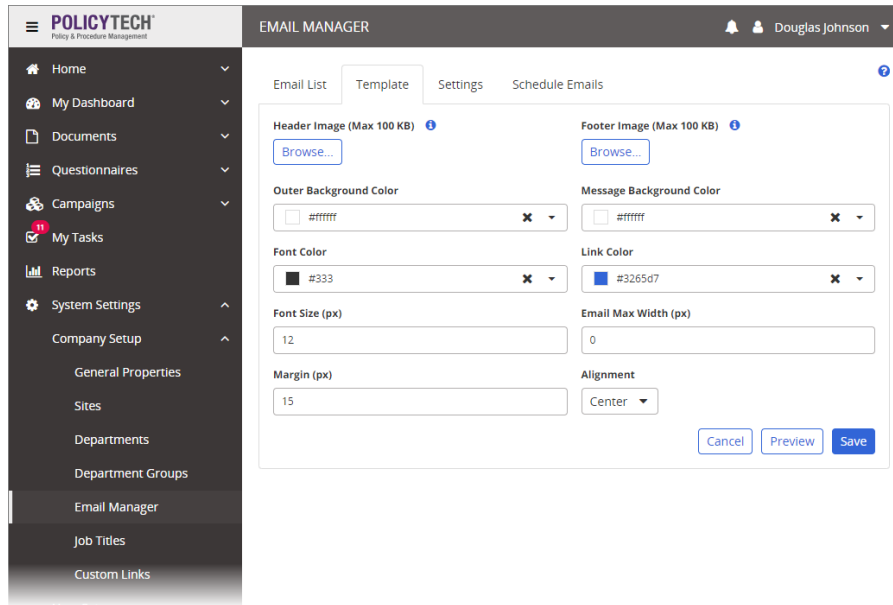 POLICYTECH
Policy & Procedure Management
EMAIL MANAGER
Douglas Johnson
Home
My Dashboard
Documents
Questionnaires
Campaigns
11
My Tasks
Reports
System Settings
Company Setup
General Properties
Sites
Departments
Department Groups
Email Manager
Job Titles
Custom Links
Email List Template Settings Schedule Emails
Header Image (Max 100 KB) Footer Image (Max 100 KB)
Browse... Browse...
Outer Background Color Message Background Color
#ffffff #ffffff
Font Color Link Color
#333 #3265d7
Font Size (px) Email Max Width (px)
12 0
Margin (px) Alignment
15 Center
Cancel Preview Save